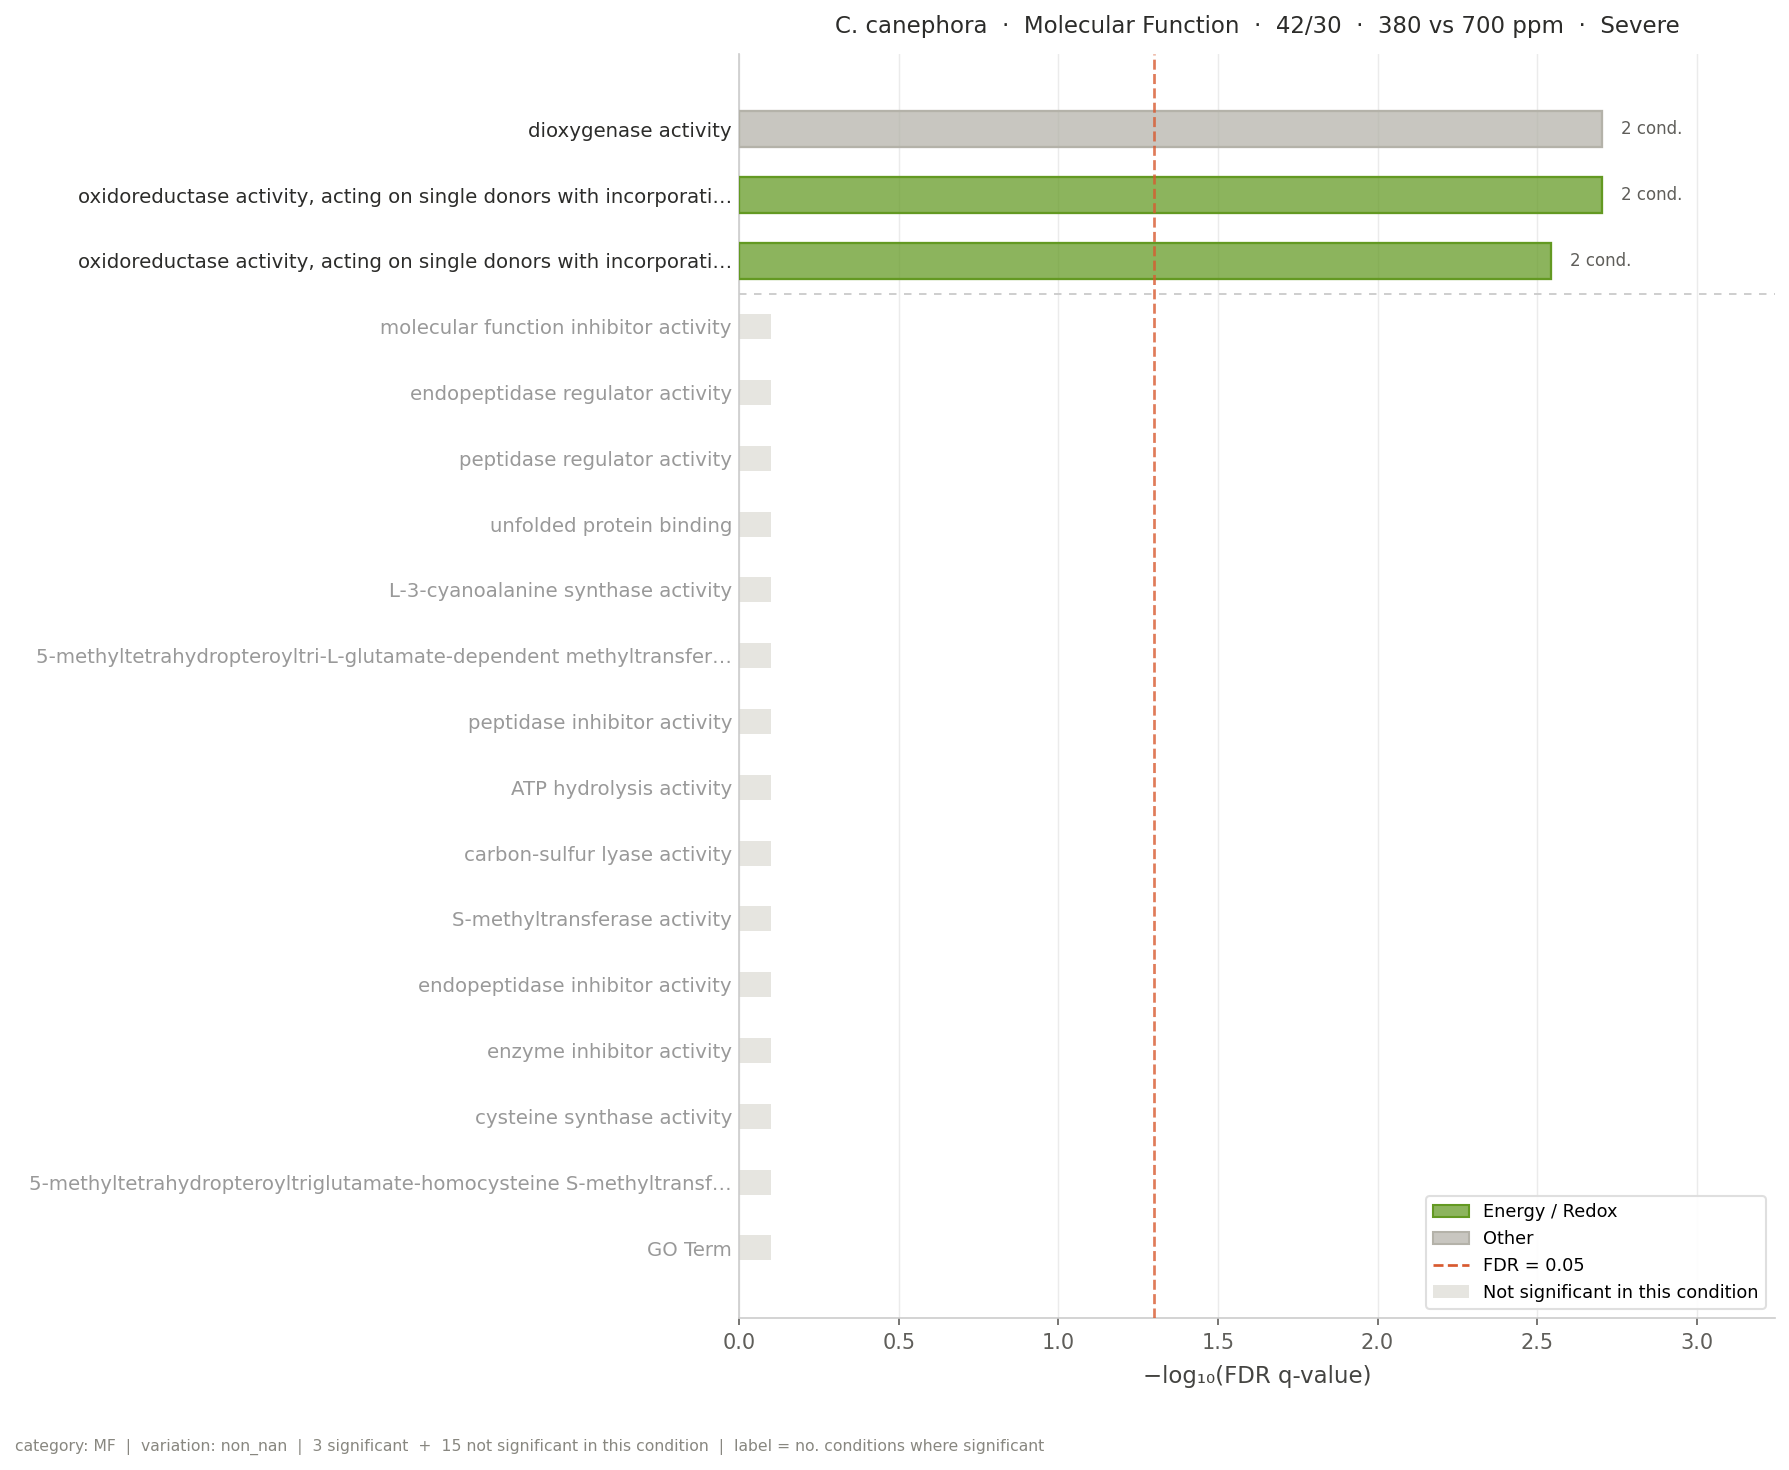 C. canephora · Molecular Function · 42/30 · 380 vs 700 ppm · Severe
dioxygenase activity
2 cond.
oxidoreductase activity, acting on single donors with incorporati…
2 cond.
oxidoreductase activity, acting on single donors with incorporati…
2 cond.
molecular function inhibitor activity
endopeptidase regulator activity
peptidase regulator activity
unfolded protein binding
L-3-cyanoalanine synthase activity
5-methyltetrahydropteroyltri-L-glutamate-dependent methyltransfer…
peptidase inhibitor activity
ATP hydrolysis activity
carbon-sulfur lyase activity
S-methyltransferase activity
endopeptidase inhibitor activity
enzyme inhibitor activity
cysteine synthase activity
5-methyltetrahydropteroyltriglutamate-homocysteine S-methyltransf…
GO Term
Energy / Redox
Other
FDR = 0.05
Not significant in this condition
0.0 0.5 1.0 1.5 2.0 2.5 3.0
−log₁₀(FDR q-value)
category: MF | variation: non_nan | 3 significant + 15 not significant in this condition | label = no. conditions where significant